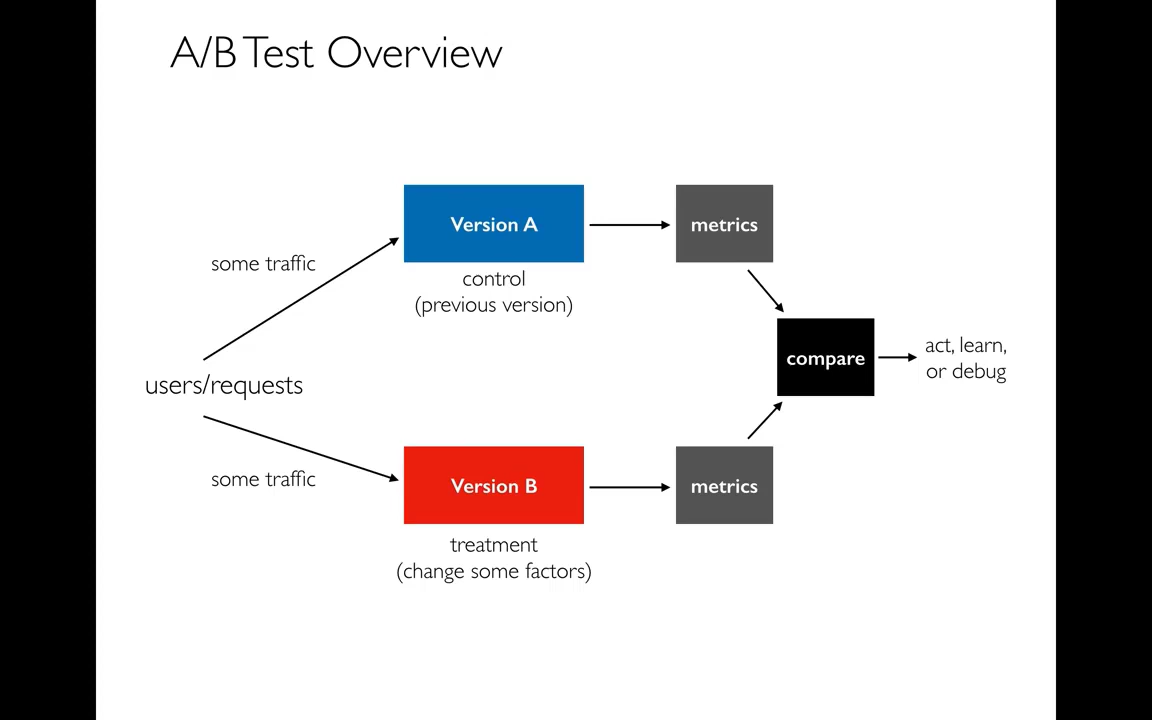 A/B Test Overview
Version A
metrics
some traffic
control
(previous version)
compare
act, learn,
or debug
users/requests
some traffic
Version B
metrics
treatment
(change some factors)